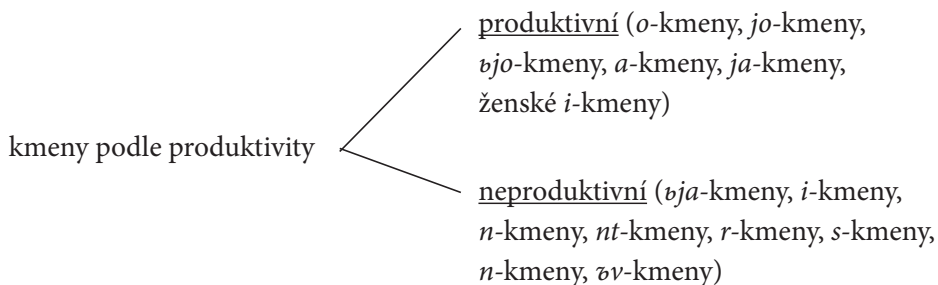 produktivní (o-kmeny, jo-kmeny,
ьjo-kmeny, a-kmeny, ja-kmeny,
ženské i-kmeny)
kmeny podle produktivity
neproduktivní (ьja-kmeny, i-kmeny,
n-kmeny, nt-kmeny, r-kmeny, s-kmeny,
n-kmeny, ъv-kmeny)